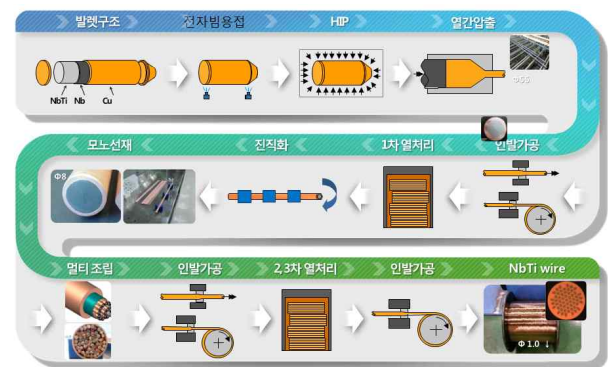 발렛구조
전자빔용접
HIP
열간압출
NbTi Nb Cu
Φ55
모노선재
진직화
1차 열처리
인발가공
Φ8
멀티 조립
인발가공
2,3차 열처리
인발가공
NbTi wire
Φ 1.0 ↓